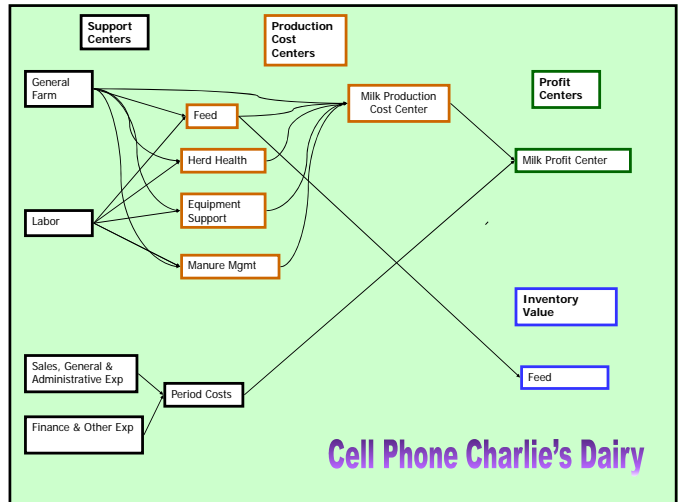 Support
Centers
Production
Cost
Centers
General
Farm
Feed
Milk Production
Cost Center
Profit
Centers
Herd Health
Milk Profit Center
Equipment
Support
Labor
Manure Mgmt
Inventory
Value
Sales, General &
Administrative Exp
Period Costs
Feed
Finance & Other Exp
Cell Phone Charlie's Dairy